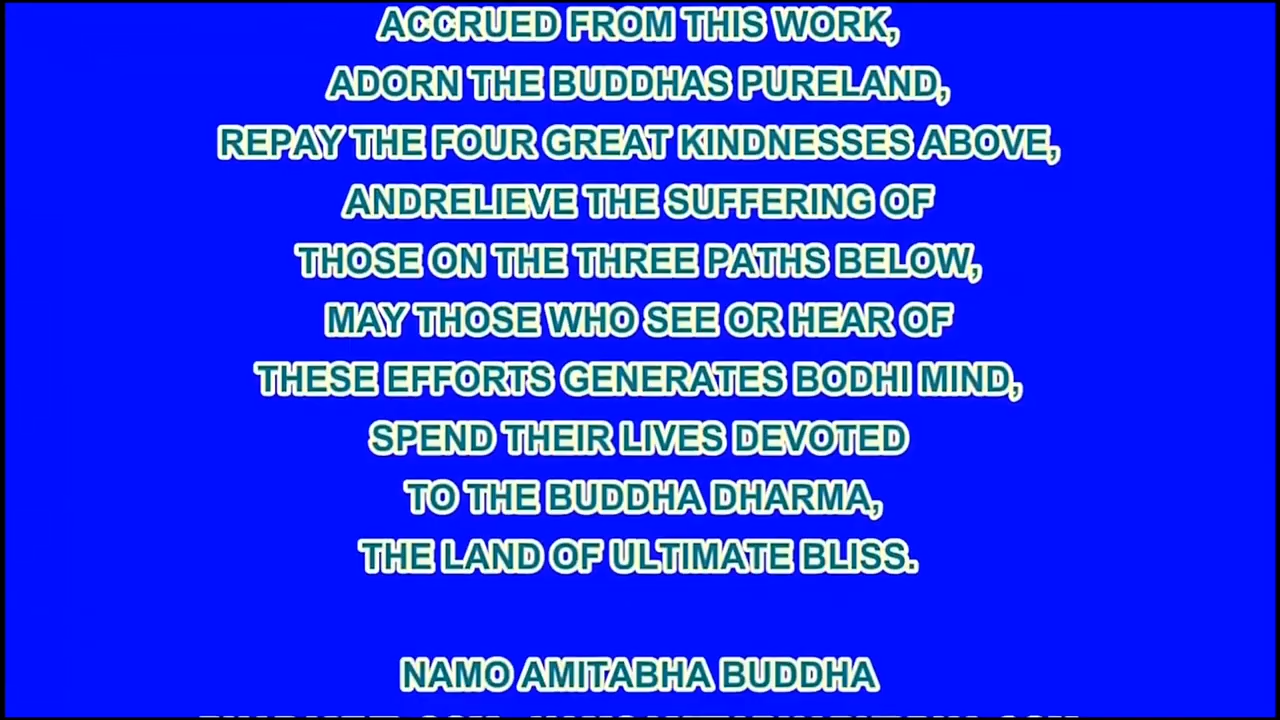 ACCRUED FROM THIS WORK,
ADORN THE BUDDHAS PURELAND,
REPAY THE FOUR GREAT KINDNESSES ABOVE,
ANDRELIEVE THE SUFFERING OF
THOSE ON THE THREE PATHS BELOW,
MAY THOSE WHO SEE OR HEAR OF
THESE EFFORTS GENERATES BODHI MIND,
SPEND THEIR LIVES DEVOTED
TO THE BUDDHA DHARMA,
THE LAND OF ULTIMATE BLISS.
NAMO AMITABHA BUDDHA